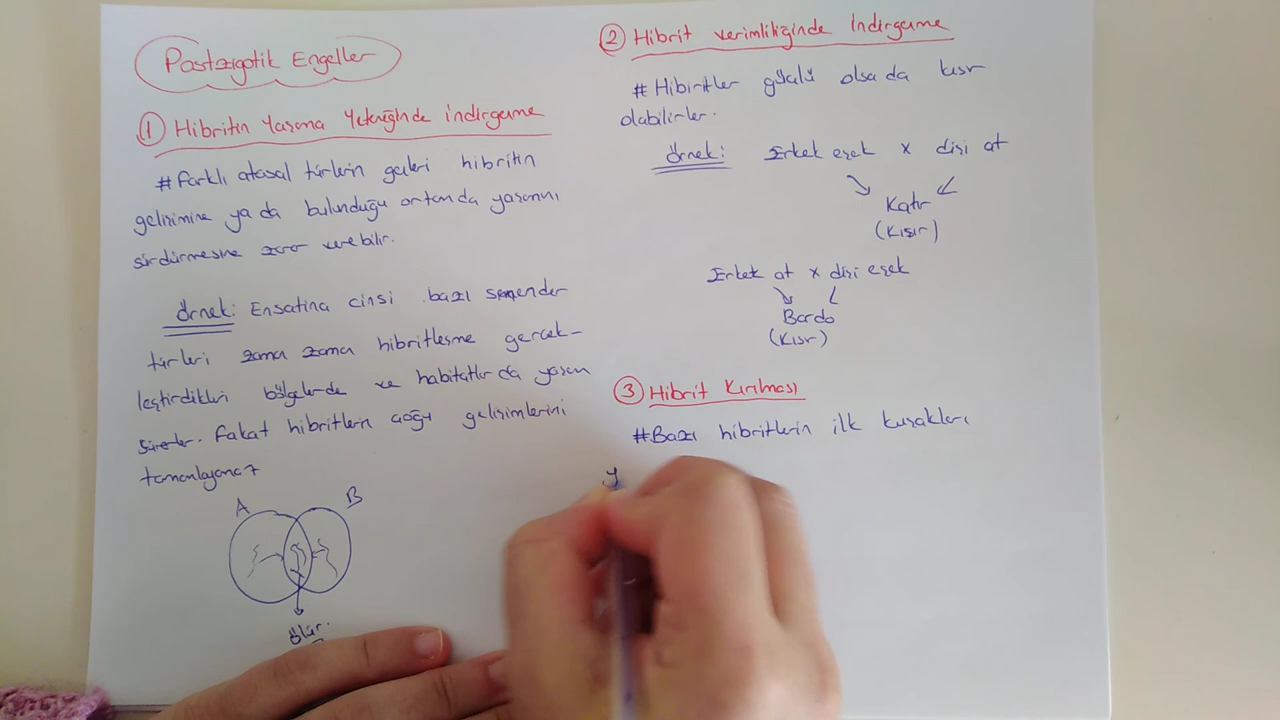 Postzigotik Engeller
① Hibritin Yaşama Yeteneğinde İndirgeme
# Farklı atasal türlerin genleri hibritin
gelişimine ya da bulunduğu ortamda yaşamını
sürdürmesine zarar verebilir.
Örnek: Ensatina cinsi bazı semender
türleri zaman zaman hibritleşme gerçek-
leştirdikleri bölgelerde ve habitatlarda yaşam
sürerler. Fakat hibritlerin çoğu gelişimlerini
tamamlayamaz
A B
ölür.
② Hibrit verimliliğinde İndirgeme
# Hibiritler güçlü olsa da kısır
olabilirler.
Örnek: Erkek eşek x dişi at
Katır
(Kısır)
Erkek at x dişi eşek
Bardo
(Kısır)
③ Hibrit Kırılması
# Bazı hibritlerin ilk kuşakları
y